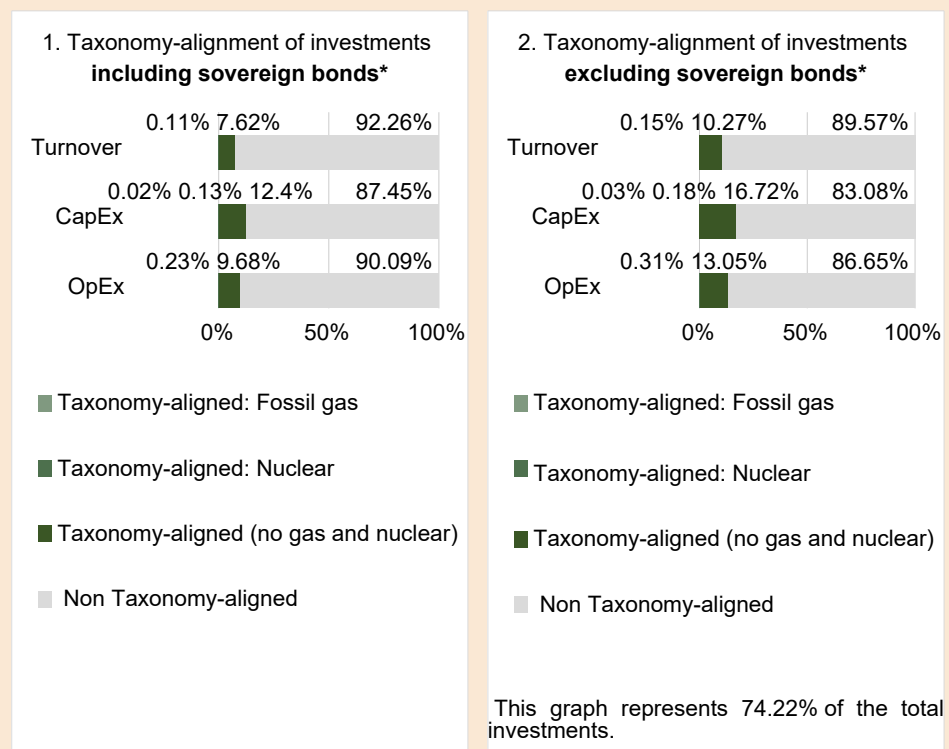 1. Taxonomy-alignment of investments
including sovereign bonds*
0.11% 7.62% 92.26%
Turnover
0.02% 0.13% 12.4% 87.45%
CapEx
0.23% 9.68% 90.09%
OpEx
0% 50% 100%
Taxonomy-aligned: Fossil gas
Taxonomy-aligned: Nuclear
Taxonomy-aligned (no gas and nuclear)
Non Taxonomy-aligned
2. Taxonomy-alignment of investments
excluding sovereign bonds*
0.15% 10.27% 89.57%
Turnover
0.03% 0.18% 16.72% 83.08%
CapEx
0.31% 13.05% 86.65%
OpEx
0% 50% 100%
Taxonomy-aligned: Fossil gas
Taxonomy-aligned: Nuclear
Taxonomy-aligned (no gas and nuclear)
Non Taxonomy-aligned
This graph represents 74.22% of the total
investments.